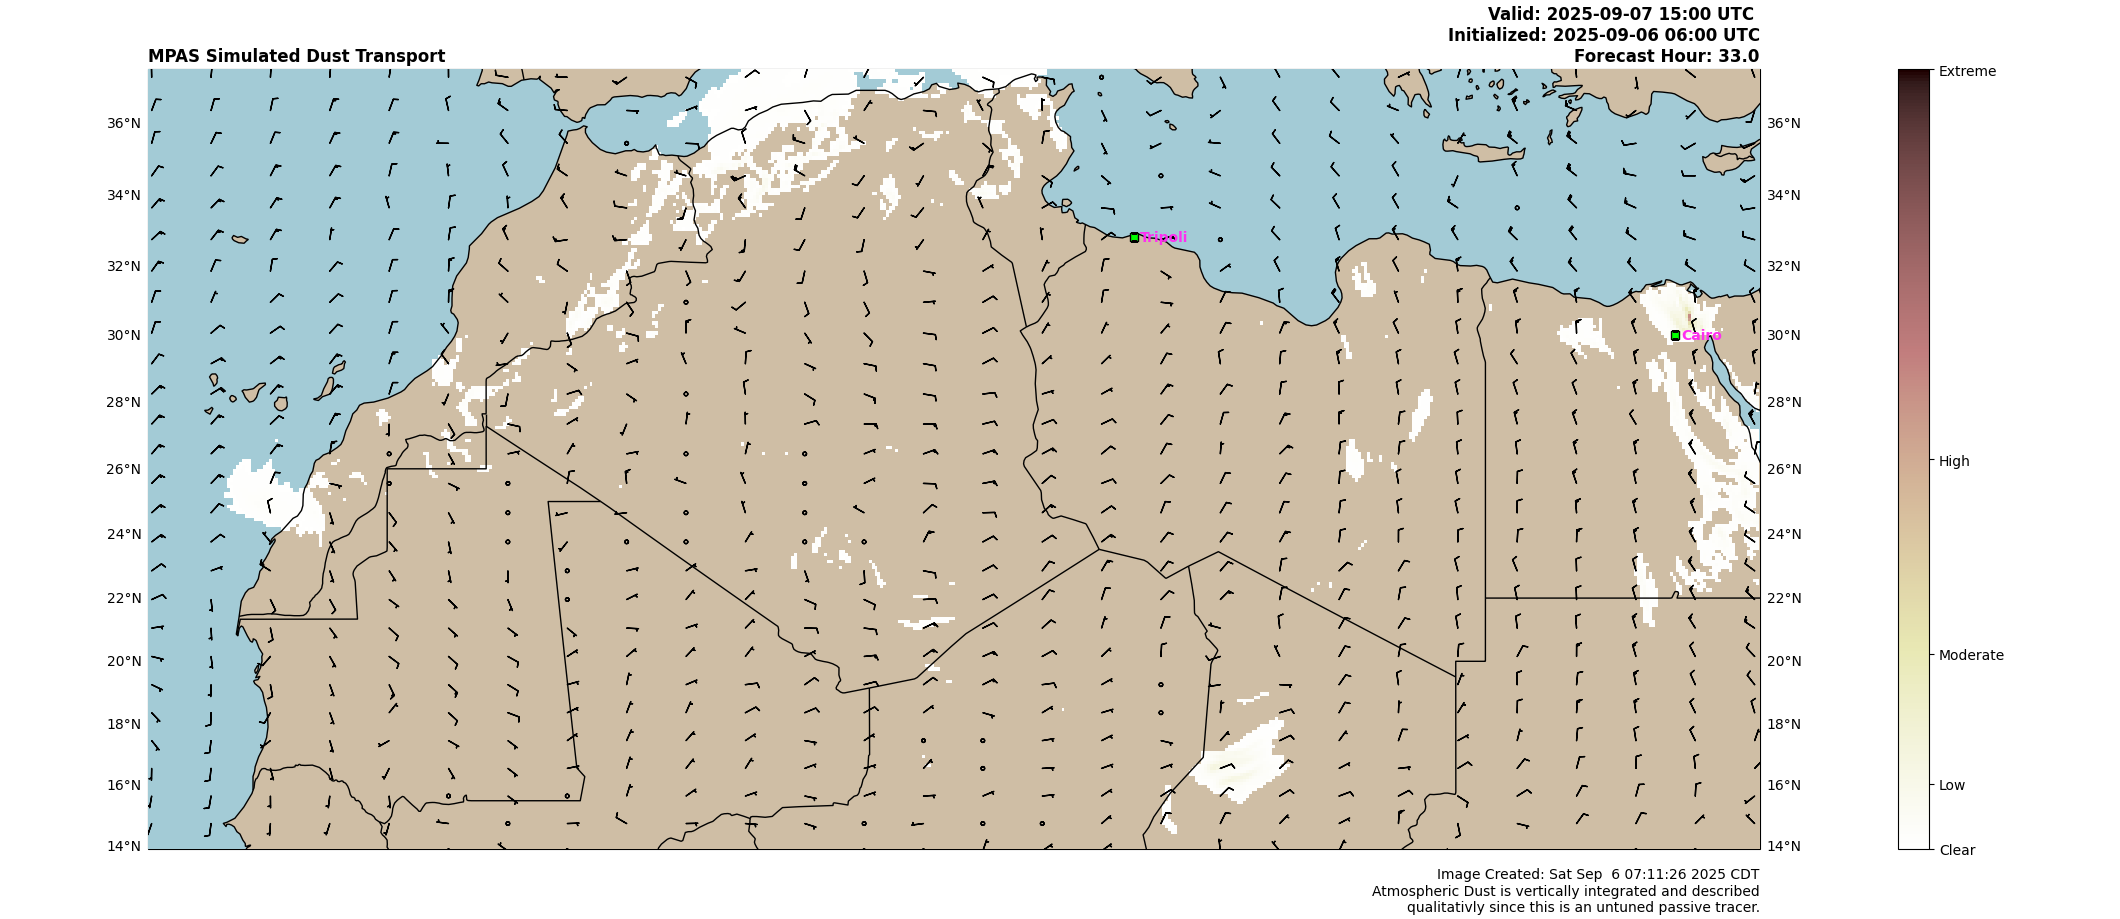 Valid: 2025-09-07 15:00 UTC
Initialized: 2025-09-06 06:00 UTC
MPAS Simulated Dust Transport
Forecast Hour: 33.0
Extreme
36°N
36°N
34°N
34°N
Tripoli
32°N
32°N
30°N
Cairo
30°N
28°N
28°N
26°N
26°N
High
24°N
24°N
22°N
22°N
20°N
20°N
Moderate
18°N
18°N
16°N
16°N
Low
14°N
14°N
Clear
Image Created: Sat Sep  6 07:11:26 2025 CDT
Atmospheric Dust is vertically integrated and described
qualitativly since this is an untuned passive tracer.